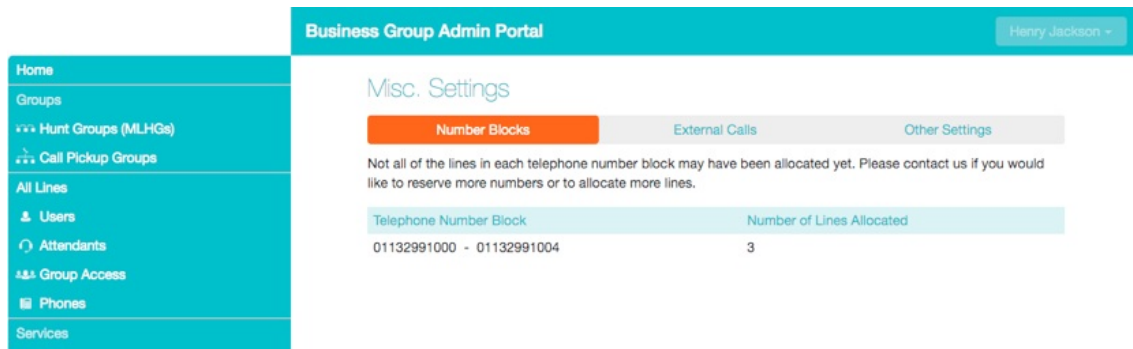 Business Group Admin Portal
Henry Jackson
Home
Groups
Hunt Groups (MLHGs)
Call Pickup Groups
All Lines
Users
Attendants
Group Access
Phones
Services
Misc. Settings
Number Blocks External Calls Other Settings
Not all of the lines in each telephone number block may have been allocated yet. Please contact us if you would
like to reserve more numbers or to allocate more lines.
Telephone Number Block Number of Lines Allocated
01132991000 - 01132991004 3